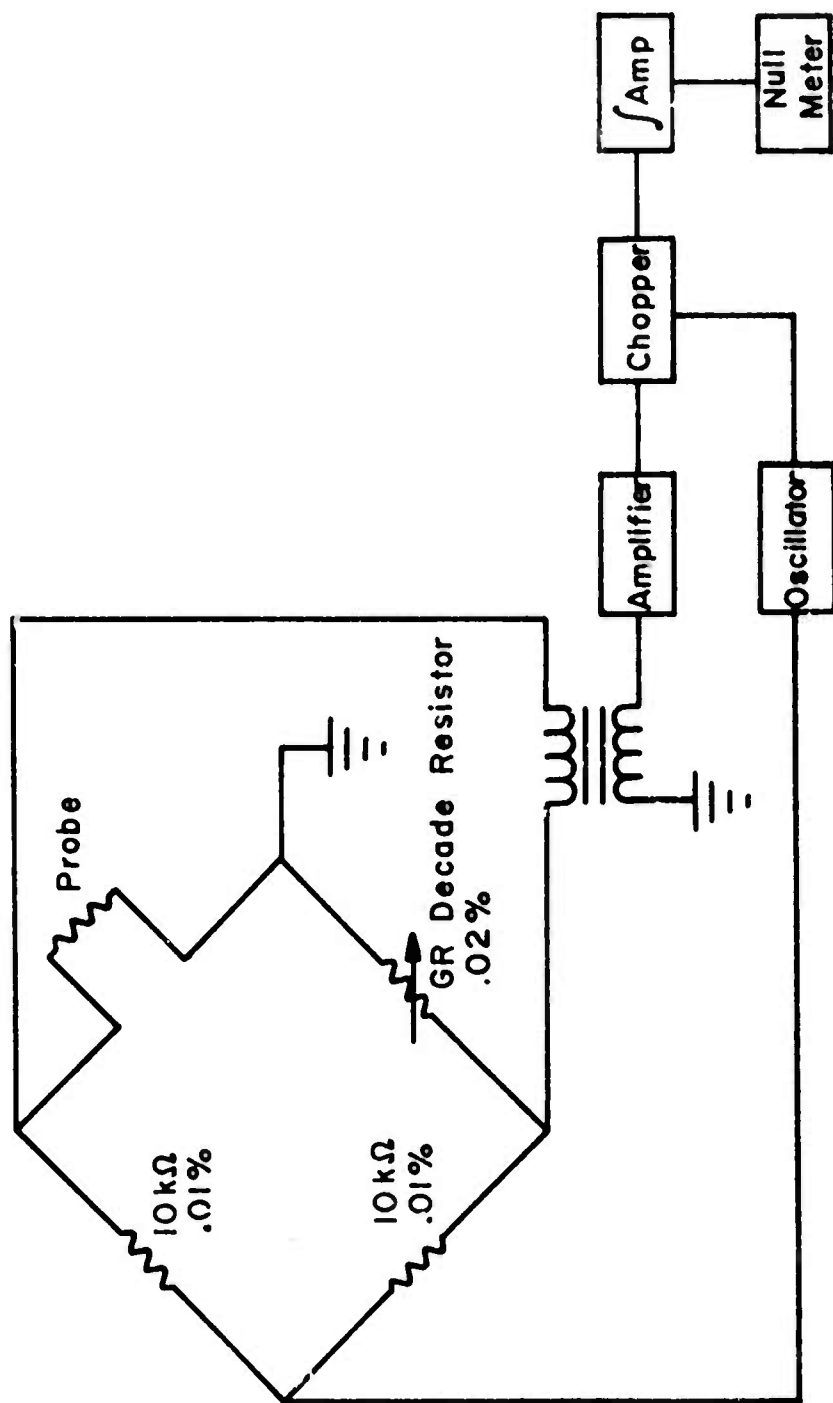 Probe
10kΩ
.01%
10kΩ
.01%
GR Decade Resistor
.02%
Amplifier
Chopper
∫Amp
Oscillator
Null
Meter